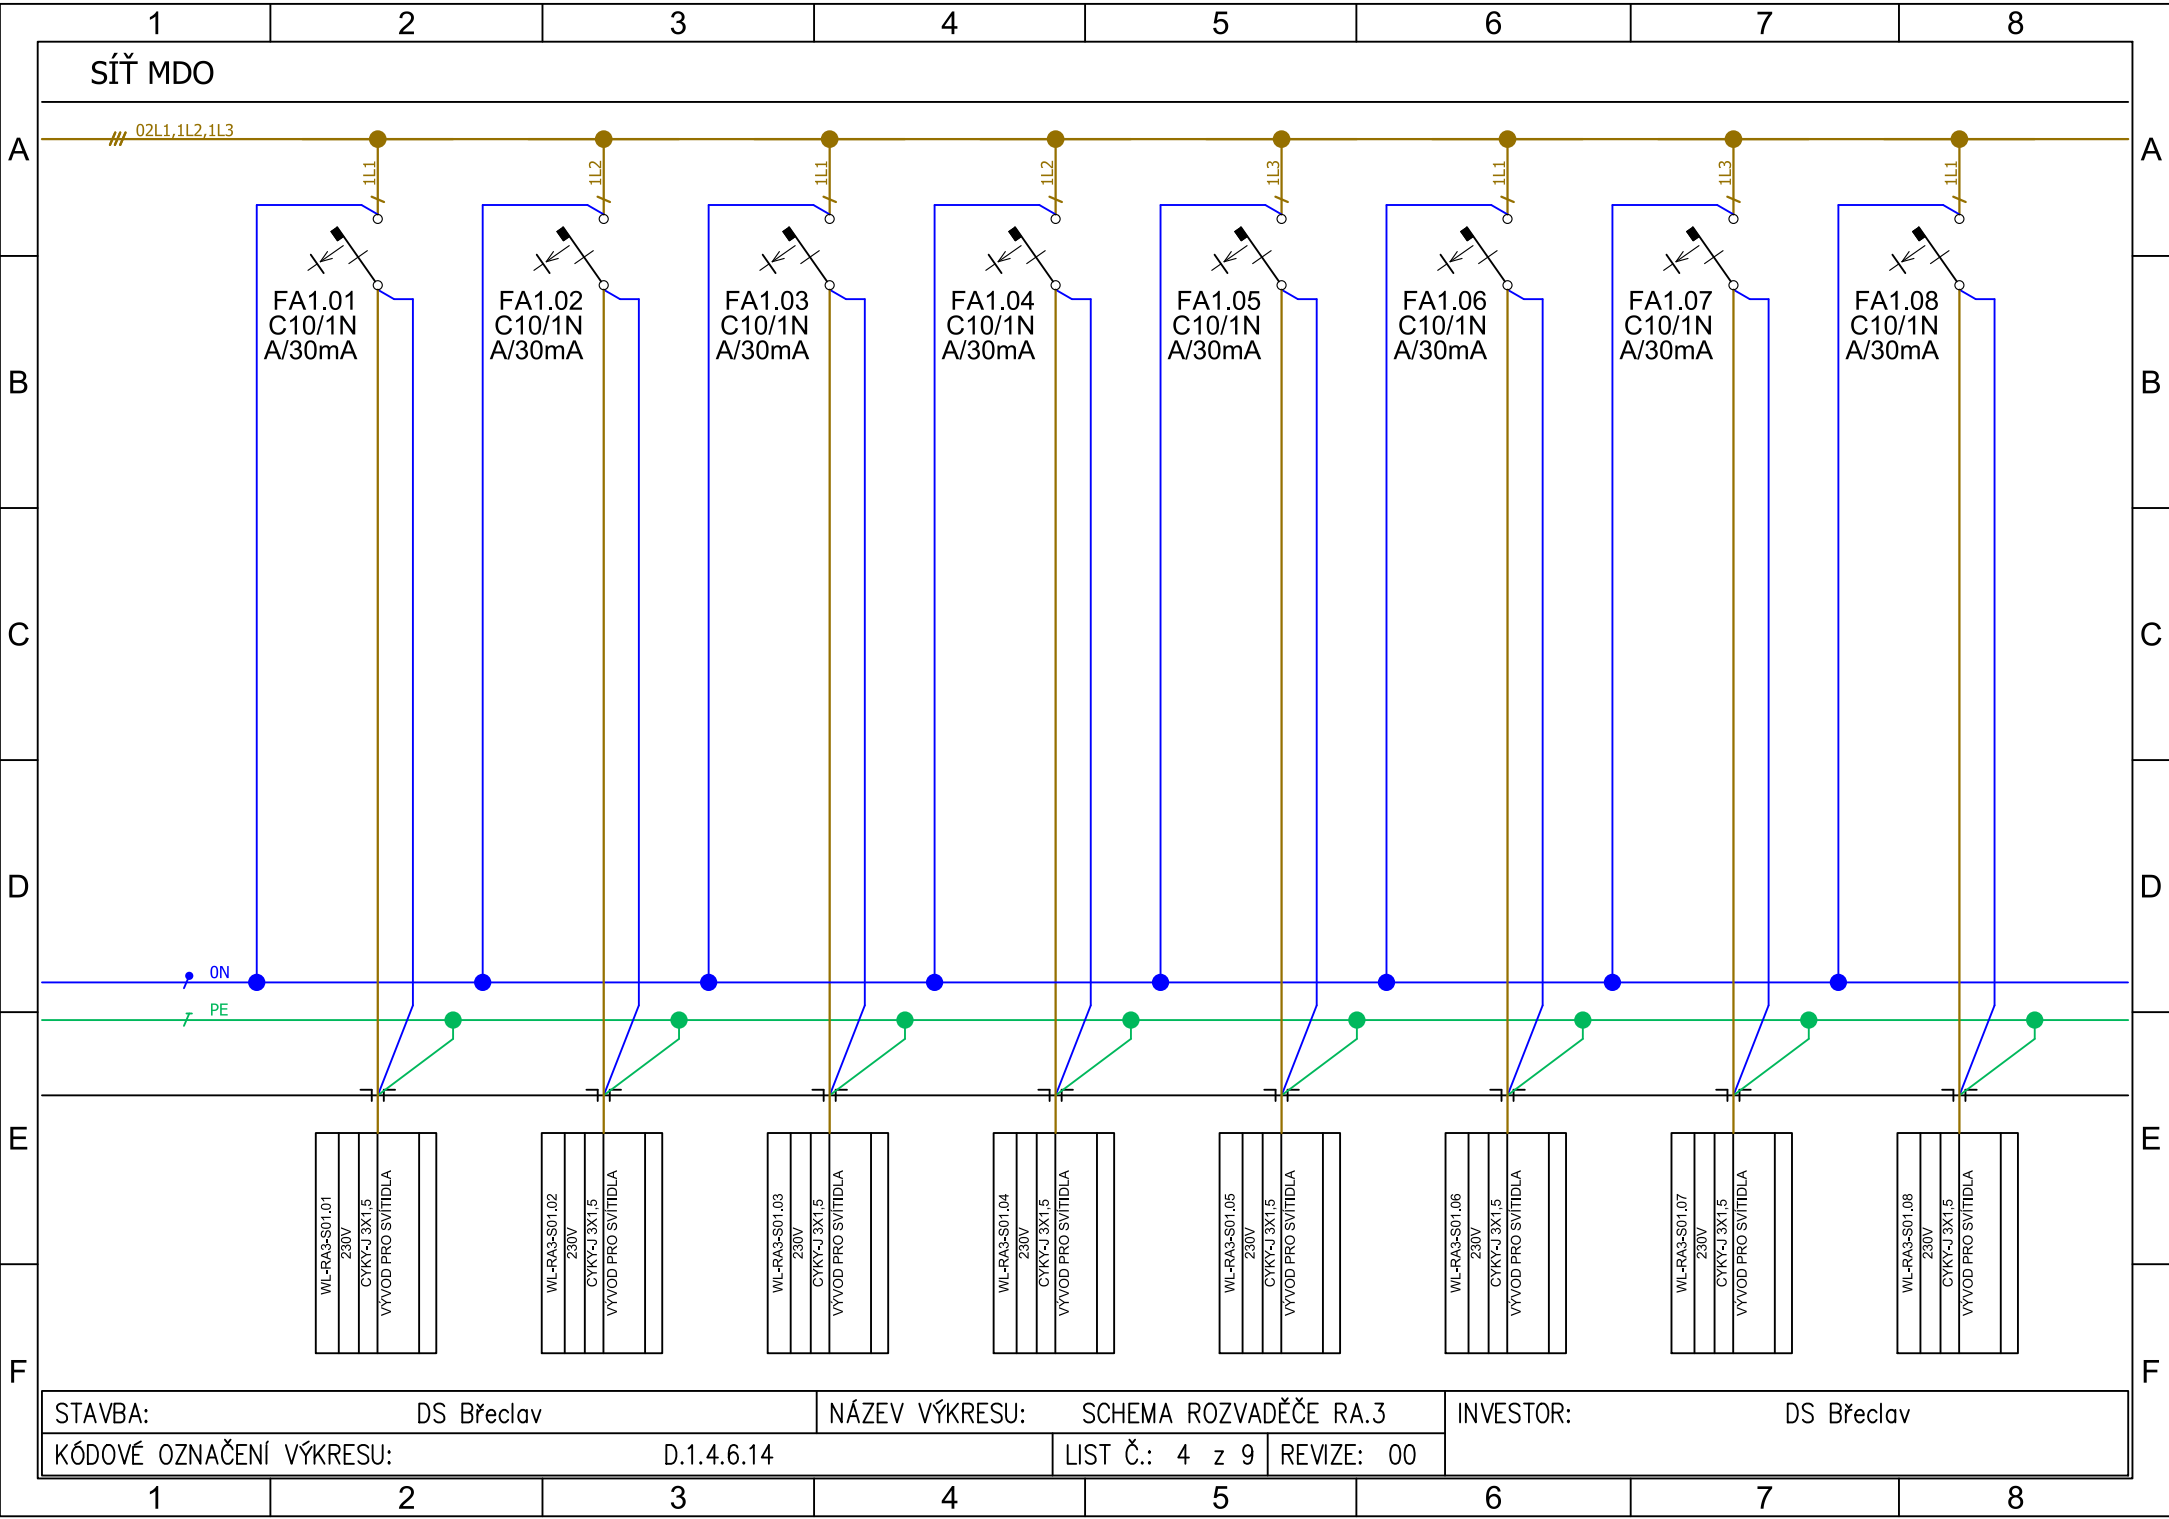 1 2 3 4 5 6 7 8
SÍŤ MDO
02L1,1L2,1L3
A A
1L1 1L2 1L1 1L2 1L3 1L1 1L3 1L1
FA1.01 FA1.02 FA1.03 FA1.04 FA1.05 FA1.06 FA1.07 FA1.08
C10/1N C10/1N C10/1N C10/1N C10/1N C10/1N C10/1N C10/1N
A/30mA A/30mA A/30mA A/30mA A/30mA A/30mA A/30mA A/30mA
B B
C C
D D
0N
PE
E E
WL-RA3-S01.01
230V
CYKY-J 3X1,5
VÝVOD PRO SVÍTIDLA
WL-RA3-S01.02
230V
CYKY-J 3X1,5
VÝVOD PRO SVÍTIDLA
WL-RA3-S01.03
230V
CYKY-J 3X1,5
VÝVOD PRO SVÍTIDLA
WL-RA3-S01.04
230V
CYKY-J 3X1,5
VÝVOD PRO SVÍTIDLA
WL-RA3-S01.05
230V
CYKY-J 3X1,5
VÝVOD PRO SVÍTIDLA
WL-RA3-S01.06
230V
CYKY-J 3X1,5
VÝVOD PRO SVÍTIDLA
WL-RA3-S01.07
230V
CYKY-J 3X1,5
VÝVOD PRO SVÍTIDLA
WL-RA3-S01.08
230V
CYKY-J 3X1,5
VÝVOD PRO SVÍTIDLA
F F
STAVBA: DS Břeclav NÁZEV VÝKRESU: SCHEMA ROZVADĚČE RA.3 INVESTOR: DS Břeclav
KÓDOVÉ OZNAČENÍ VÝKRESU: D.1.4.6.14 LIST Č.: 4 z 9 REVIZE: 00
1 2 3 4 5 6 7 8